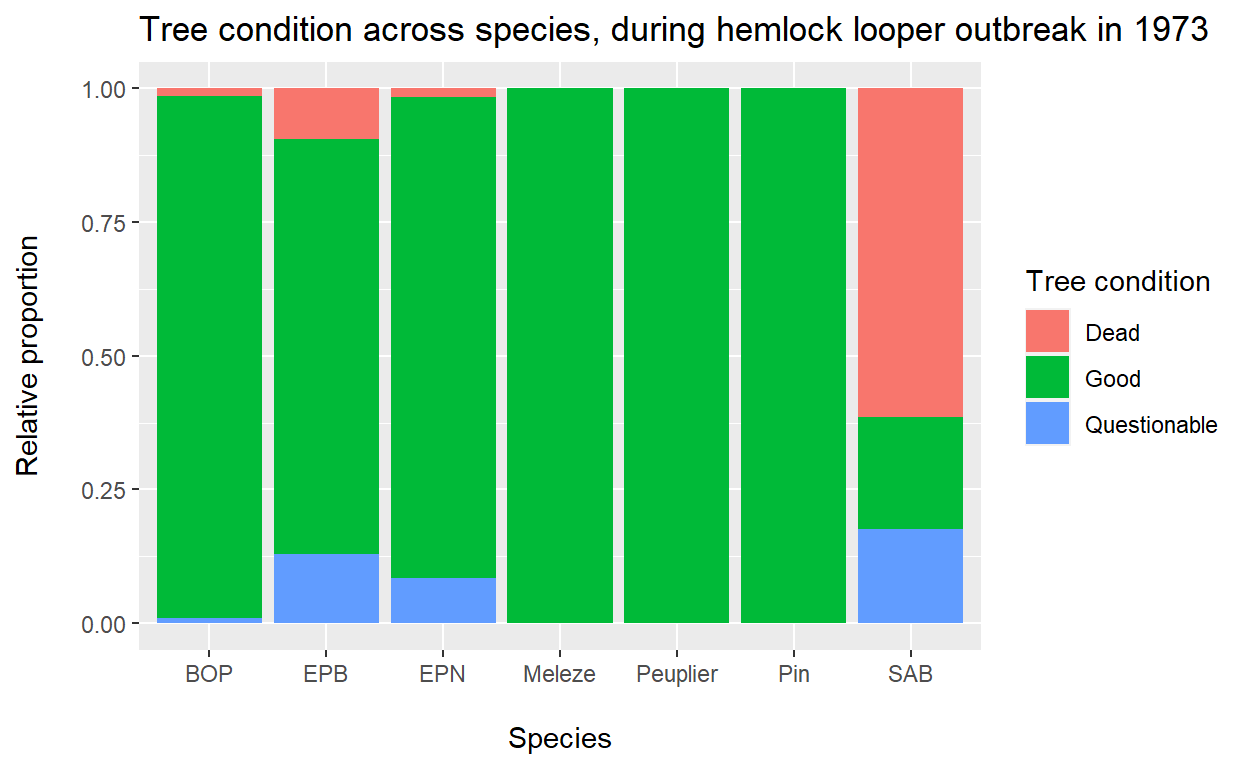 Tree condition across species, during hemlock looper outbreak in 1973
1.00
0.75
0.50
0.25
0.00
Relative proportion
BOP EPB EPN Meleze Peuplier Pin SAB
Species
Tree condition
Dead
Good
Questionable